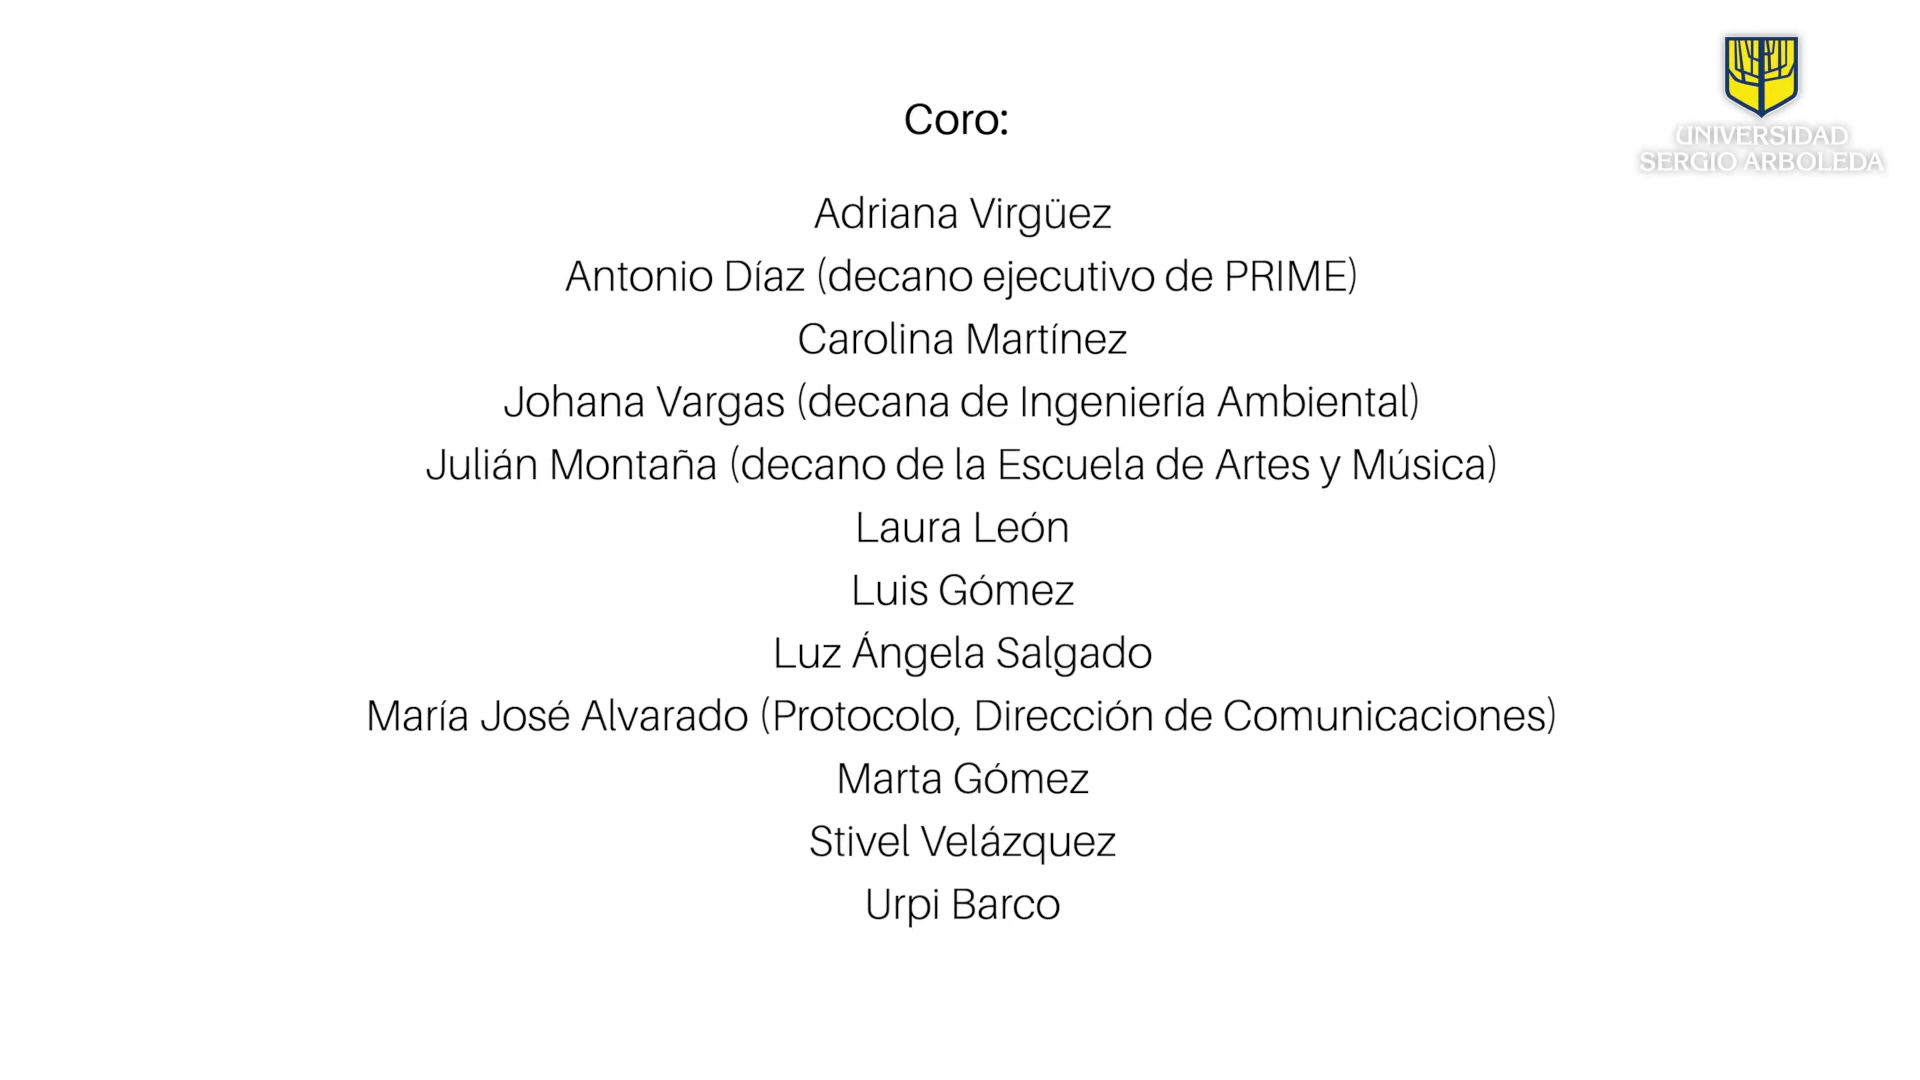 UNIVERSIDAD
SERGIO ARBOLEDA
Coro:
Adriana Virgüez
Antonio Díaz (decano ejecutivo de PRIME)
Carolina Martínez
Johana Vargas (decana de Ingeniería Ambiental)
Julián Montaña (decano de la Escuela de Artes y Música)
Laura León
Luis Gómez
Luz Ángela Salgado
María José Alvarado (Protocolo, Dirección de Comunicaciones)
Marta Gómez
Stivel Velázquez
Urpi Barco